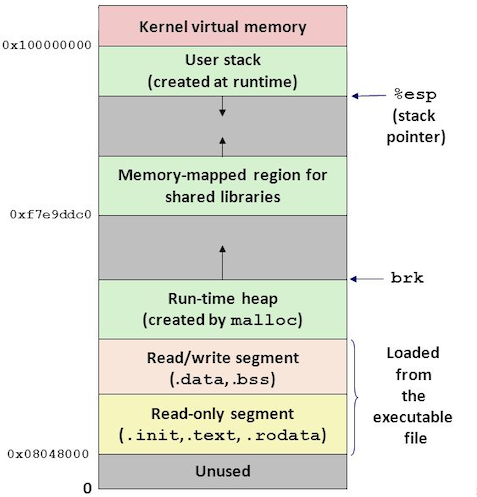 Kernel virtual memory
0x100000000
User stack
(created at runtime)
%esp
(stack
pointer)
Memory-mapped region for
shared libraries
0xf7e9ddc0
brk
Run-time heap
(created by malloc)
Read/write segment
(.data, .bss)
Loaded
from
the
executable
file
Read-only segment
(.init, .text, .rodata)
0x08048000
Unused
0